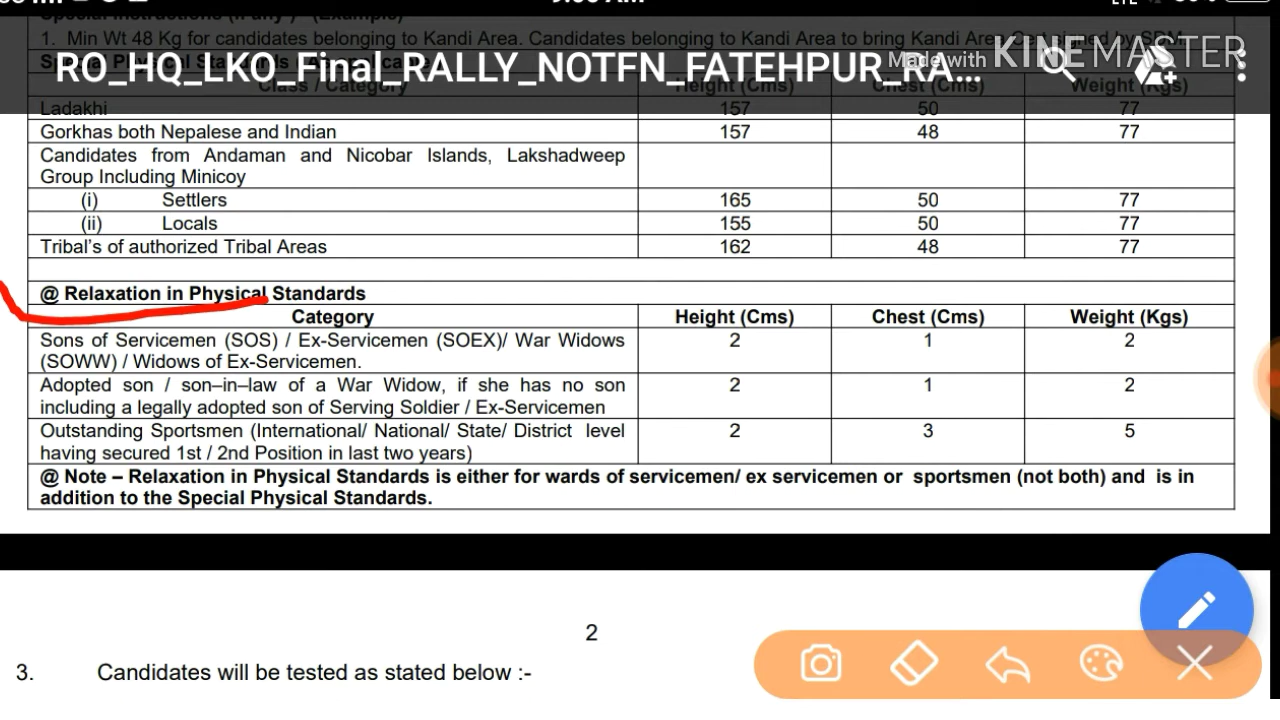 1. Min Wt 48 Kg for candidates belonging to Kandi Area. Candidates belonging to Kandi Area to bring Kandi Area
RO_HQ_LKO_Final_RALLY_NOTFN_FATEHPUR_RA...
Made with KINEMASTER
Class / Category Height (Cms) Chest (Cms) Weight (Kgs)
Ladakhi 157 50 77
Gorkhas both Nepalese and Indian 157 48 77
Candidates from Andaman and Nicobar Islands, Lakshadweep
Group Including Minicoy
(i) Settlers 165 50 77
(ii) Locals 155 50 77
Tribal's of authorized Tribal Areas 162 48 77
@ Relaxation in Physical Standards
Category Height (Cms) Chest (Cms) Weight (Kgs)
Sons of Servicemen (SOS) / Ex-Servicemen (SOEX)/ War Widows 2 1 2
(SOWW) / Widows of Ex-Servicemen.
Adopted son / son–in–law of a War Widow, if she has no son 2 1 2
including a legally adopted son of Serving Soldier / Ex-Servicemen
Outstanding Sportsmen (International/ National/ State/ District level 2 3 5
having secured 1st / 2nd Position in last two years)
@ Note – Relaxation in Physical Standards is either for wards of servicemen/ ex servicemen or sportsmen (not both) and is in
addition to the Special Physical Standards.
2
3. Candidates will be tested as stated below :-